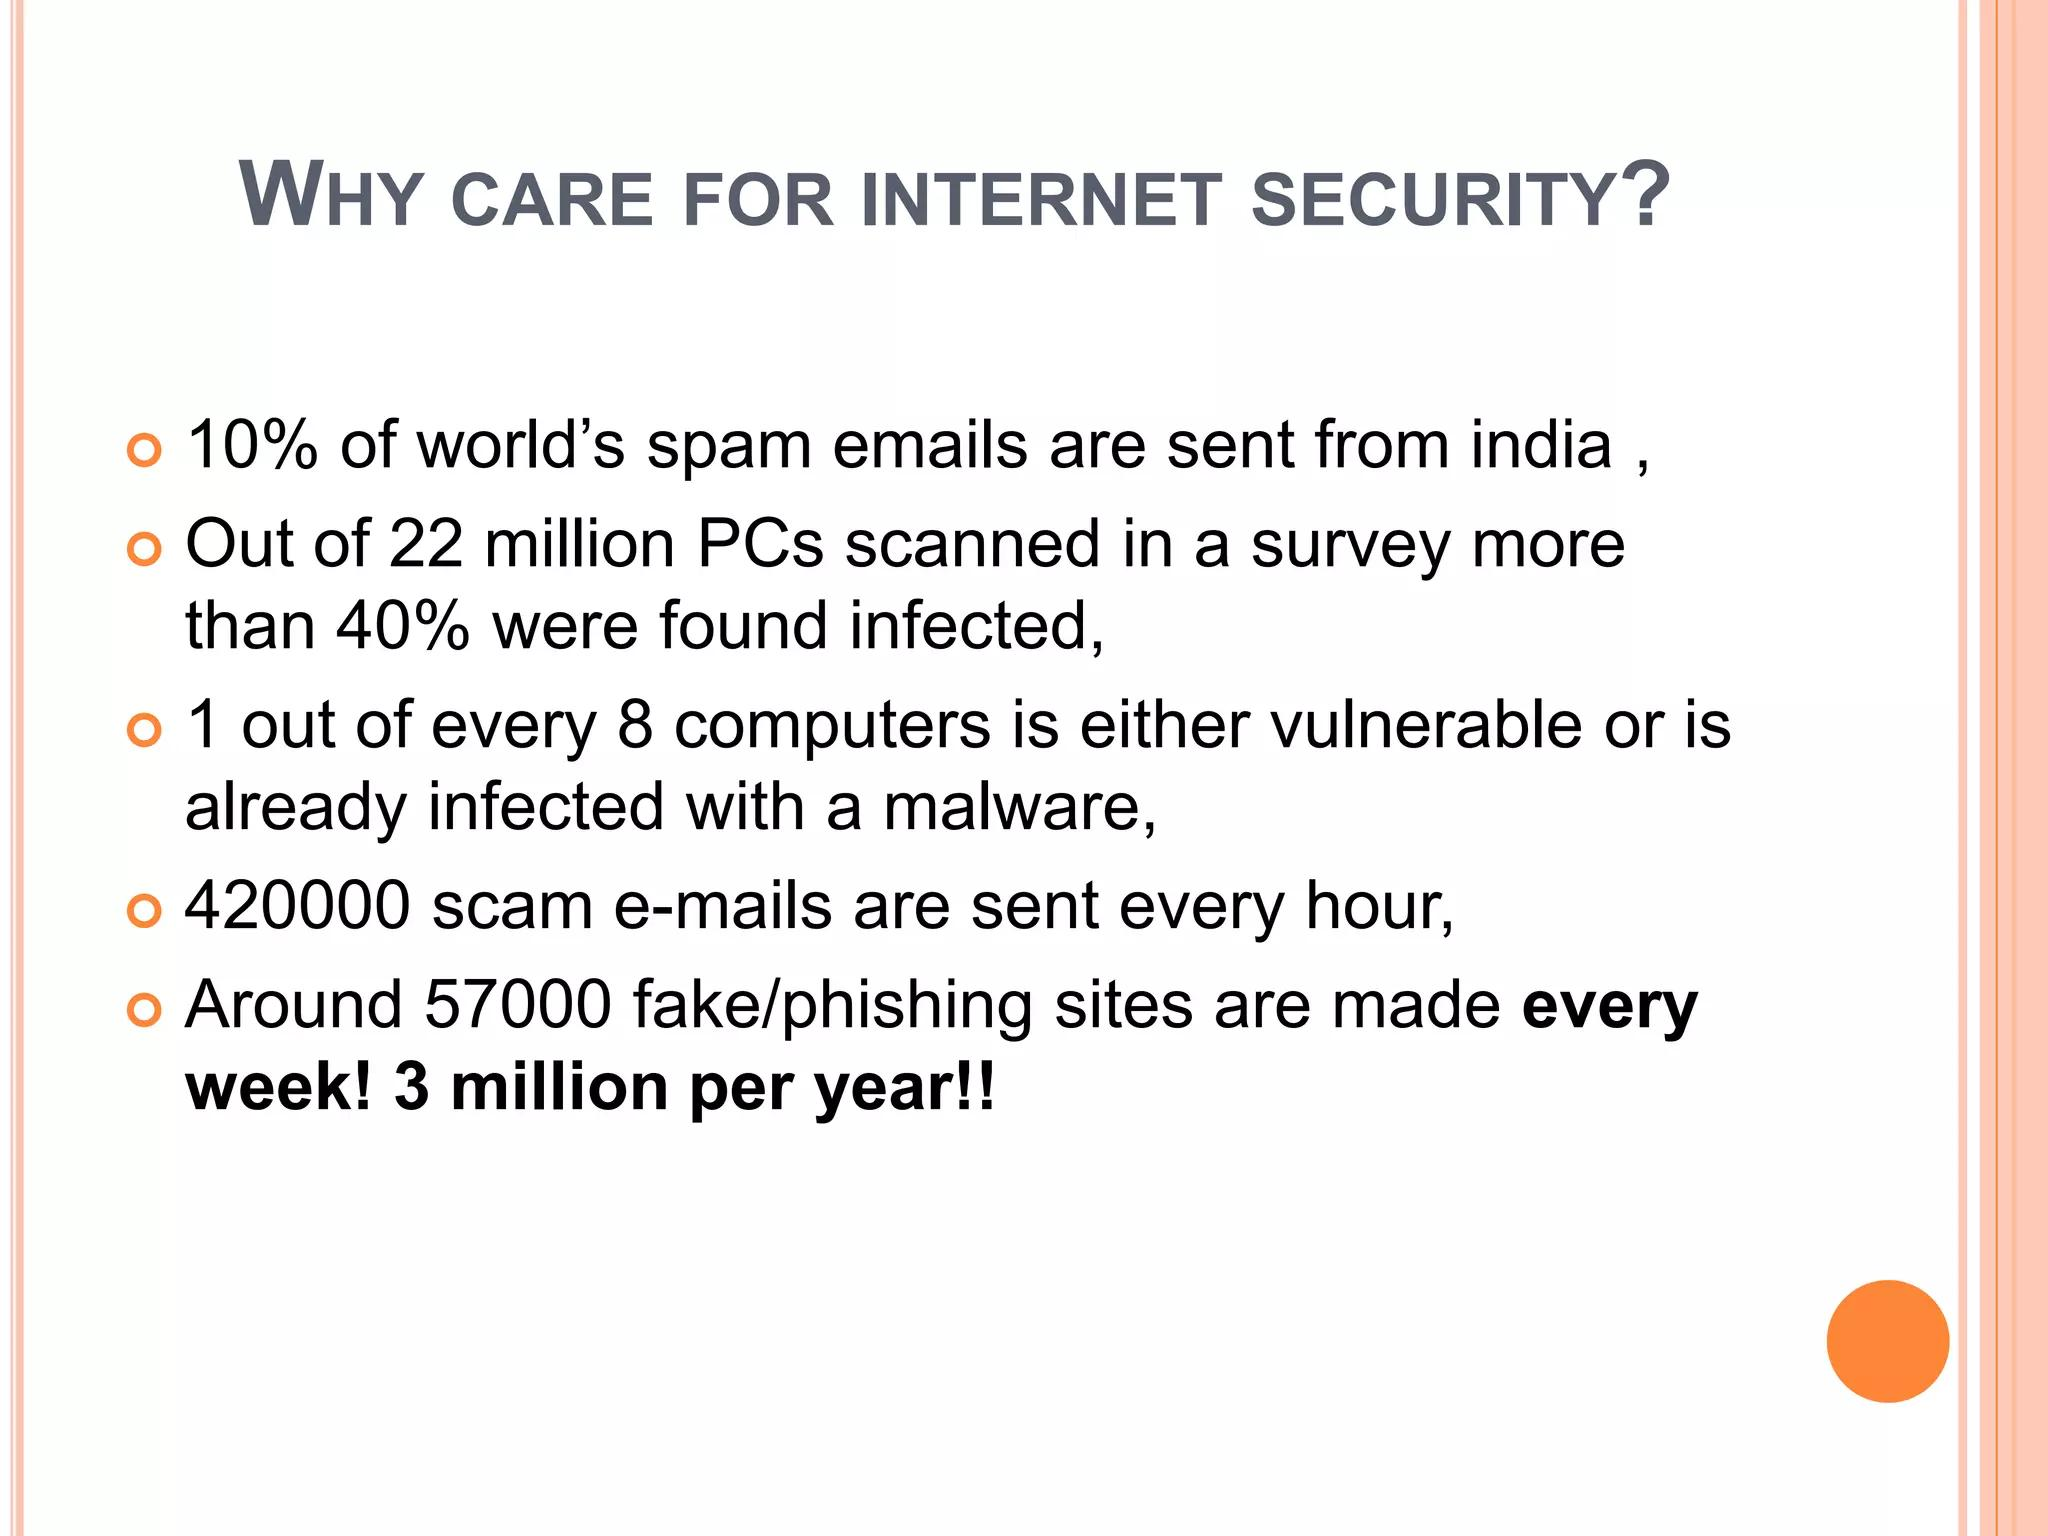 WHY CARE FOR INTERNET SECURITY?
10% of world’s spam emails are sent from india ,
Out of 22 million PCs scanned in a survey more
than 40% were found infected,
1 out of every 8 computers is either vulnerable or is
already infected with a malware,
420000 scam e-mails are sent every hour,
Around 57000 fake/phishing sites are made every
week! 3 million per year!!